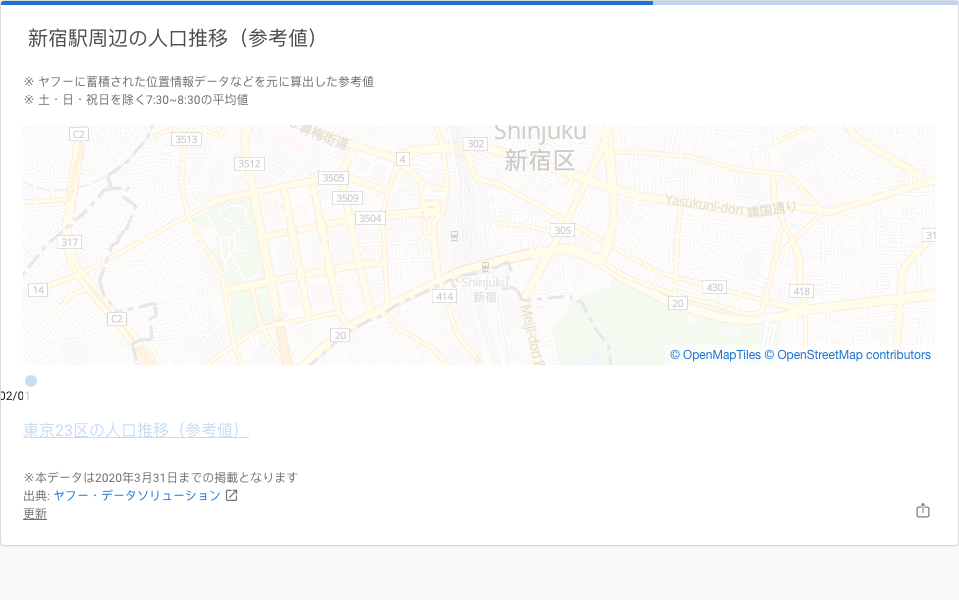 新宿駅周辺の人口推移（参考値）
※ ヤフーに蓄積された位置情報データなどを元に算出した参考値
※ 土・日・祝日を除く7:30~8:30の平均値
Shinjuku
新宿区
C2
3513
青梅街道
302
3512
4
3505
3509
3504
Yasukuni-dori 靖国通り
317
305
31
14
Shinjuku
新宿
414
430
418
20
C2
20
Meiji-dori
© OpenMapTiles © OpenStreetMap contributors
02/01
東京23区の人口推移（参考値）
※本データは2020年3月31日までの掲載となります
出典: ヤフー・データソリューション
更新